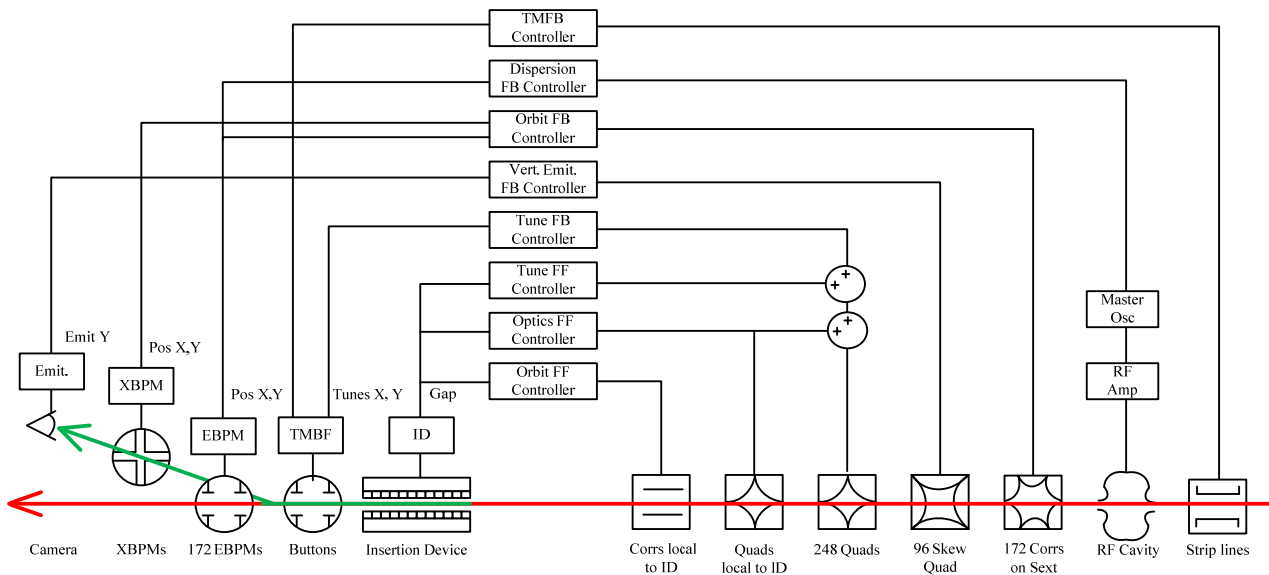 TMFB
Controller
Dispersion
FB Controller
Orbit FB
Controller
Vert. Emit.
FB Controller
Tune FB
Controller
Tune FF
Controller
Optics FF
Controller
Orbit FF
Controller
+
+
+
+
Master
Osc
RF
Amp
Emit Y
Pos X,Y
Emit.
XBPM
Pos X,Y
Tunes X, Y
Gap
EBPM
TMBF
ID
Camera
XBPMs
172 EBPMs
Buttons
Insertion Device
Corrs local
to ID
Quads
local to ID
248 Quads
96 Skew
Quad
172 Corrs
on Sext
RF Cavity
Strip lines